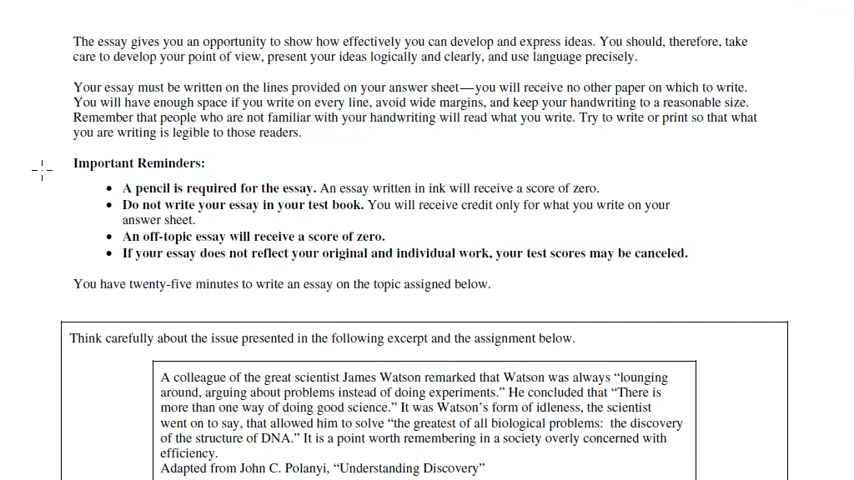 The essay gives you an opportunity to show how effectively you can develop and express ideas. You should, therefore, take
care to develop your point of view, present your ideas logically and clearly, and use language precisely.
Your essay must be written on the lines provided on your answer sheet—you will receive no other paper on which to write.
You will have enough space if you write on every line, avoid wide margins, and keep your handwriting to a reasonable size.
Remember that people who are not familiar with your handwriting will read what you write. Try to write or print so that what
you are writing is legible to those readers.
Important Reminders:
• A pencil is required for the essay. An essay written in ink will receive a score of zero.
• Do not write your essay in your test book. You will receive credit only for what you write on your
answer sheet.
• An off-topic essay will receive a score of zero.
• If your essay does not reflect your original and individual work, your test scores may be canceled.
You have twenty-five minutes to write an essay on the topic assigned below.
Think carefully about the issue presented in the following excerpt and the assignment below.
A colleague of the great scientist James Watson remarked that Watson was always “lounging
around, arguing about problems instead of doing experiments.” He concluded that “There is
more than one way of doing good science.” It was Watson’s form of idleness, the scientist
went on to say, that allowed him to solve “the greatest of all biological problems: the discovery
of the structure of DNA.” It is a point worth remembering in a society overly concerned with
efficiency.
Adapted from John C. Polanyi, “Understanding Discovery”